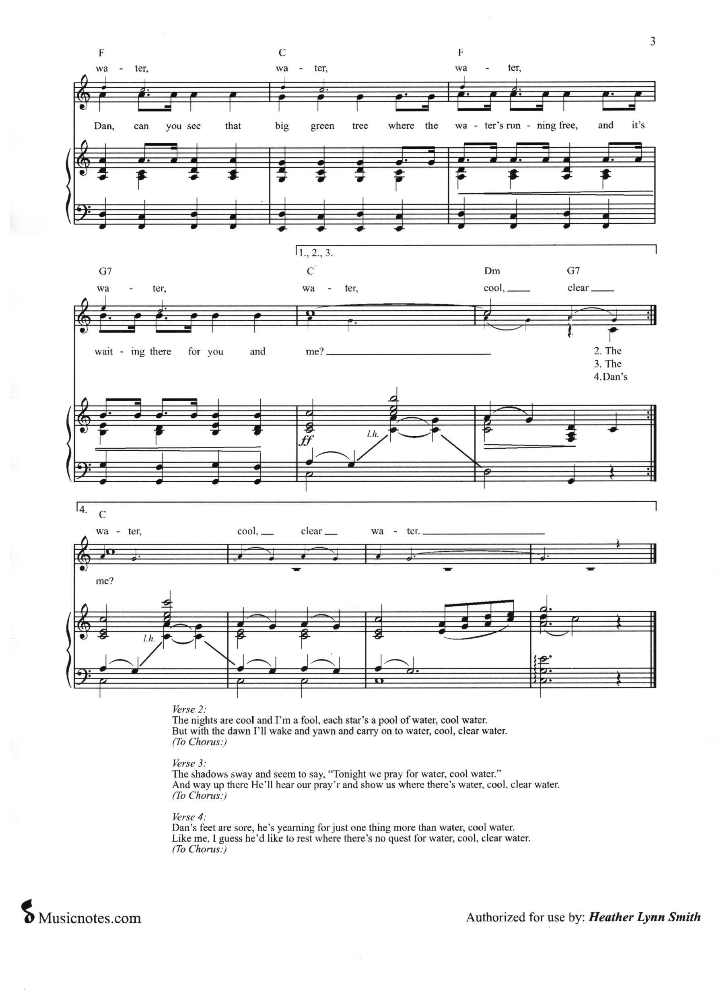 3
F C F
wa - ter, wa - ter, wa - ter,
Dan, can you see that big green tree where the wa - ter's run - ning free, and it's
1., 2., 3.
G7 C Dm G7
wa - ter, wa - ter, cool, clear
wait - ing there for you and me? 2. The
3. The
4.Dan's
l.h.
ff
4.
C
wa - ter, cool, clear wa - ter.
me?
l.h.
Verse 2:
The nights are cool and I'm a fool, each star's a pool of water, cool water.
But with the dawn I'll wake and yawn and carry on to water, cool, clear water.
(To Chorus:)
Verse 3:
The shadows sway and seem to say, “Tonight we pray for water, cool water.”
And way up there He'll hear our pray'r and show us where there's water, cool, clear water.
(To Chorus:)
Verse 4:
Dan's feet are sore, he's yearning for just one thing more than water, cool water.
Like me, I guess he'd like to rest where there's no quest for water, cool, clear water.
(To Chorus:)
Musicnotes.com
Authorized for use by: Heather Lynn Smith